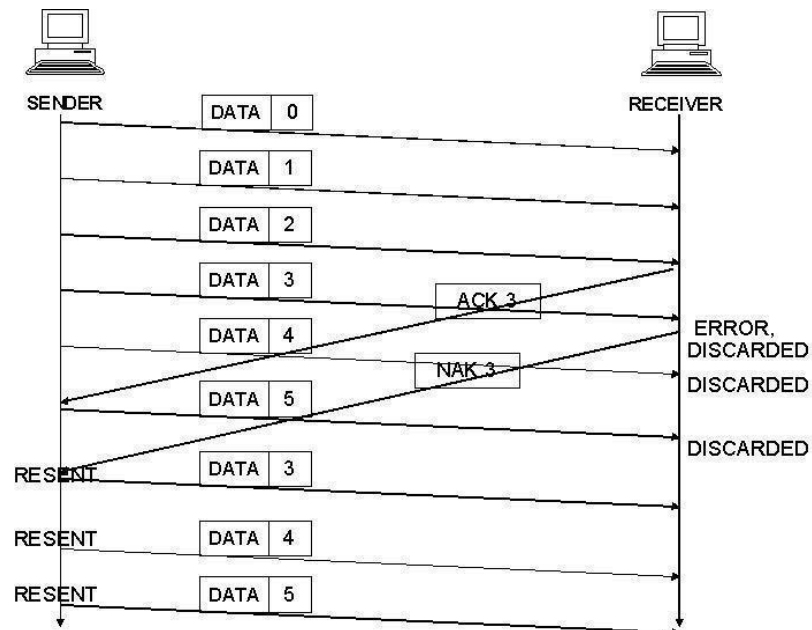 SENDER
RECEIVER
DATA 0
DATA 1
DATA 2
DATA 3
ACK 3
ERROR,
DISCARDED
DATA 4
NAK 3
DISCARDED
DATA 5
DISCARDED
RESENT
DATA 3
RESENT
DATA 4
RESENT
DATA 5